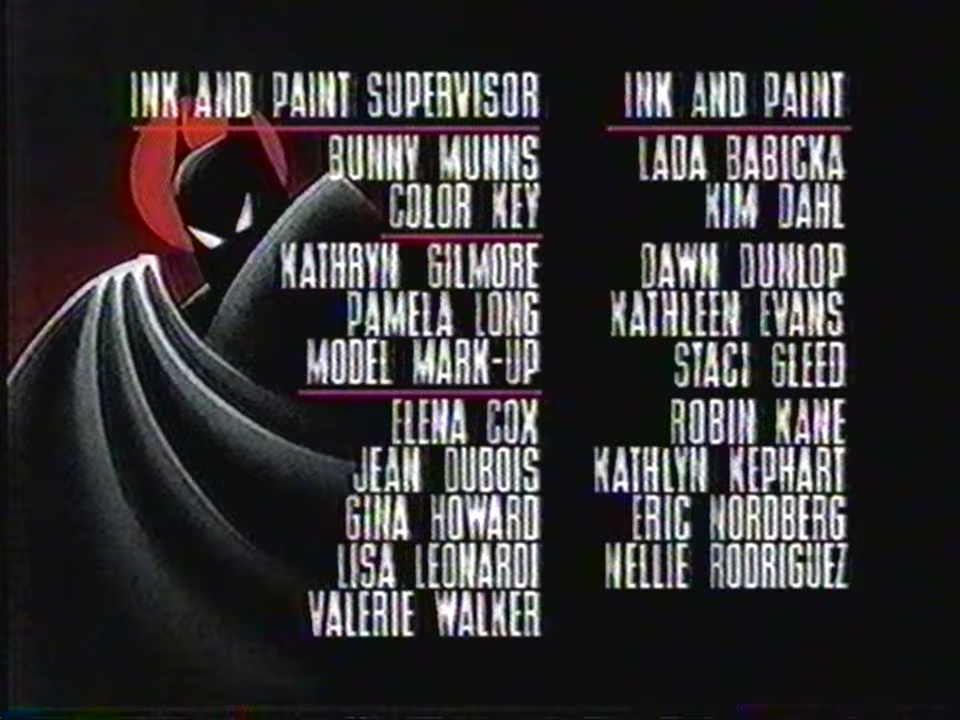 INK AND PAINT SUPERVISOR
BUNNY MUNNS
COLOR KEY
KATHRYN GILMORE
PAMELA LONG
MODEL MARK-UP
ELENA COX
JEAN DUBOIS
GINA HOWARD
LISA LEONARDI
VALERIE WALKER
INK AND PAINT
LADA BABICKA
KIM DAHL
DAWN DUNLOP
KATHLEEN EVANS
STACI GLEED
ROBIN KANE
KATHLYN KEPHART
ERIC NORDBERG
NELLIE RODRIGUEZ